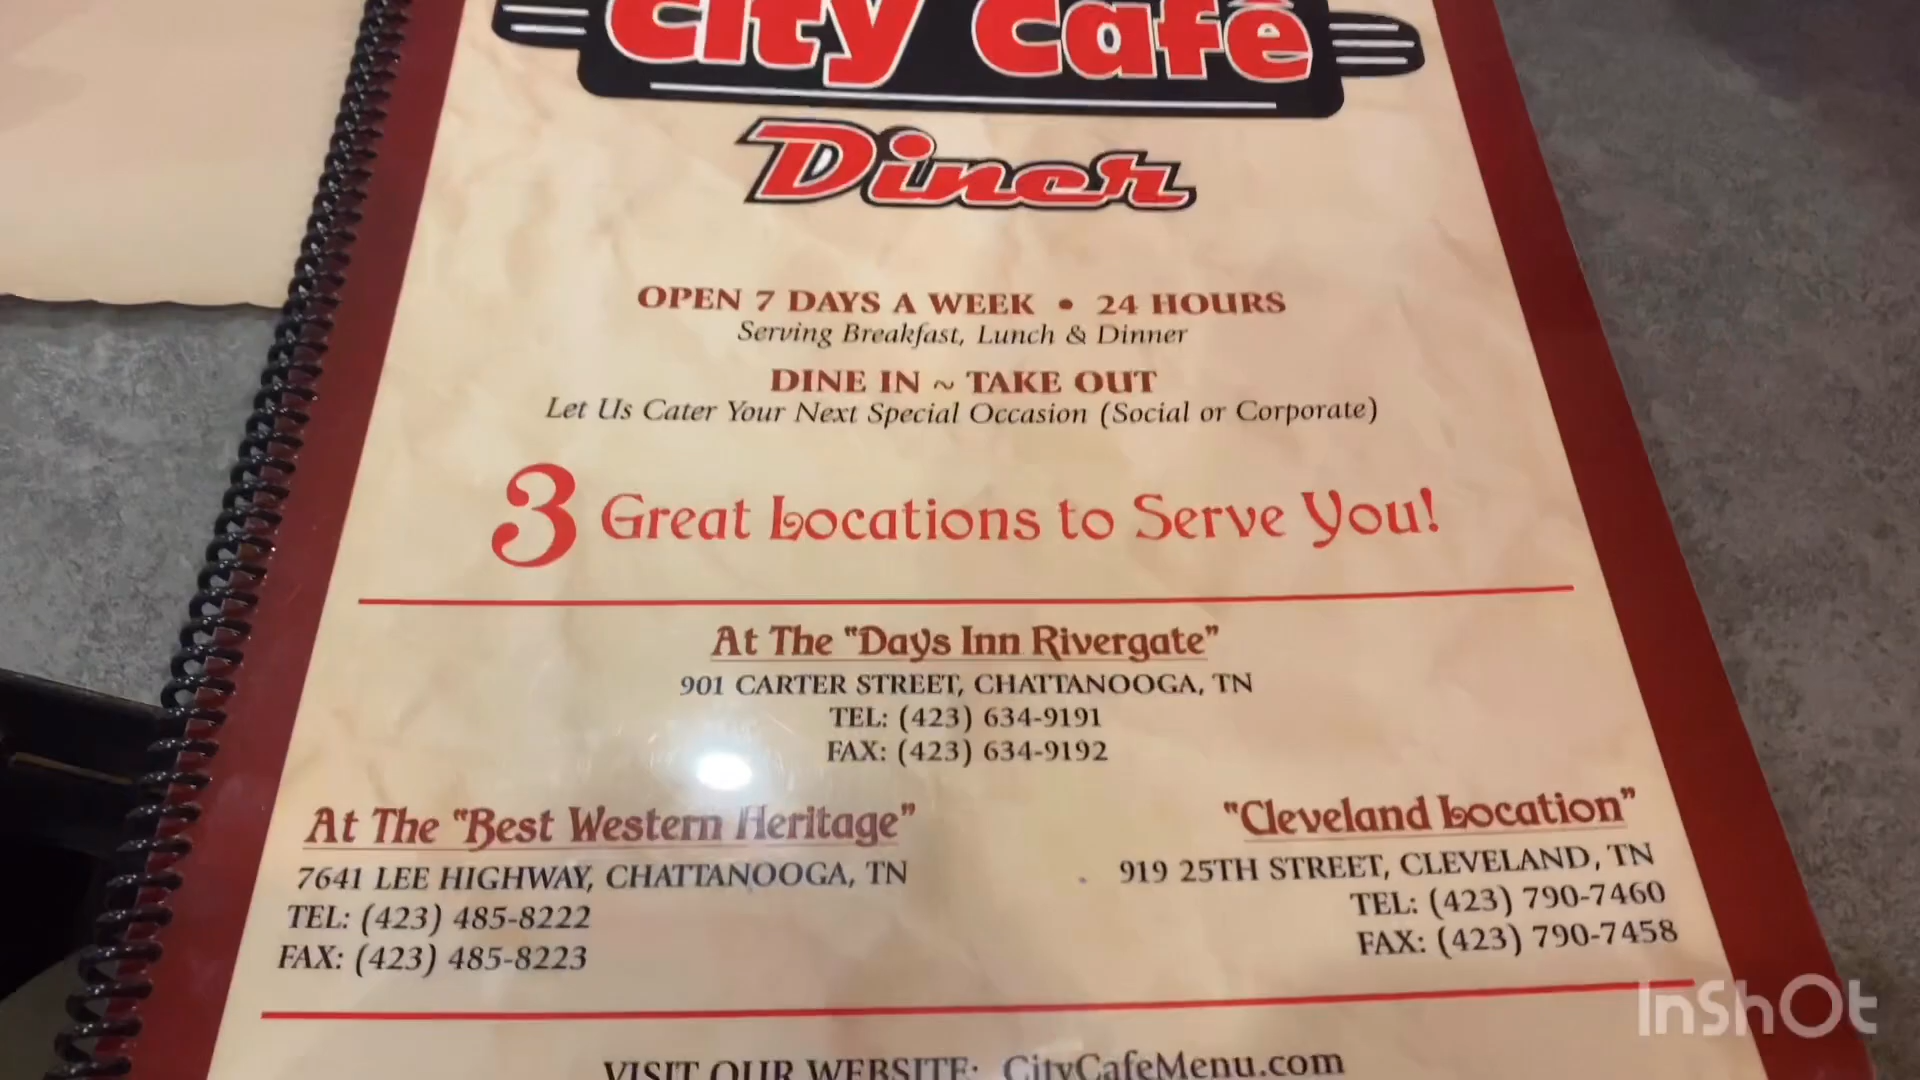 City Café
Diner
OPEN 7 DAYS A WEEK • 24 HOURS
Serving Breakfast, Lunch & Dinner
DINE IN ~ TAKE OUT
Let Us Cater Your Next Special Occasion (Social or Corporate)
3 Great Locations to Serve You!
At The "Days Inn Rivergate"
901 CARTER STREET, CHATTANOOGA, TN
TEL: (423) 634-9191
FAX: (423) 634-9192
At The "Best Western Heritage"
7641 LEE HIGHWAY, CHATTANOOGA, TN
TEL: (423) 485-8222
FAX: (423) 485-8223
"Cleveland Location"
919 25TH STREET, CLEVELAND, TN
TEL: (423) 790-7460
FAX: (423) 790-7458
VISIT OUR WEBSITE: CityCafeMenu.com
InShOt